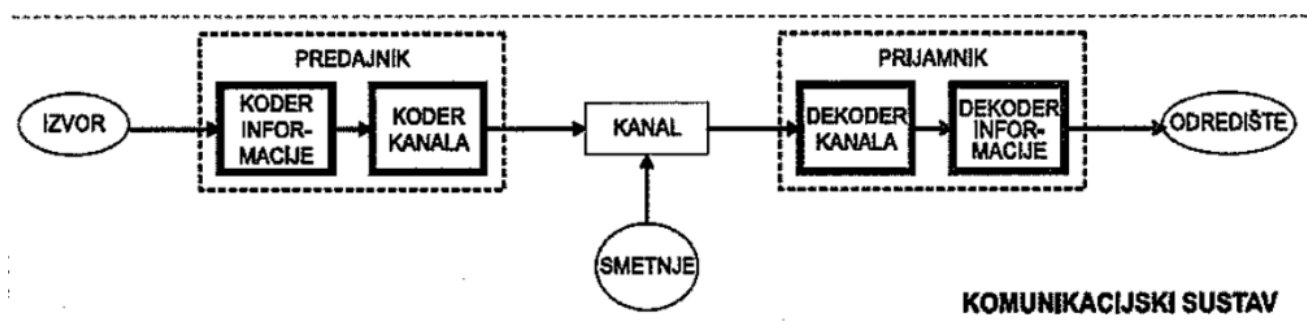 PREDAJNIK
PRIJAMNIK
IZVOR
KODER
INFOR-
MACIJE
KODER
KANALA
KANAL
DEKODER
KANALA
DEKODER
INFOR-
MACIJE
ODREDIŠTE
SMETNJE
KOMUNIKACIJSKI SUSTAV